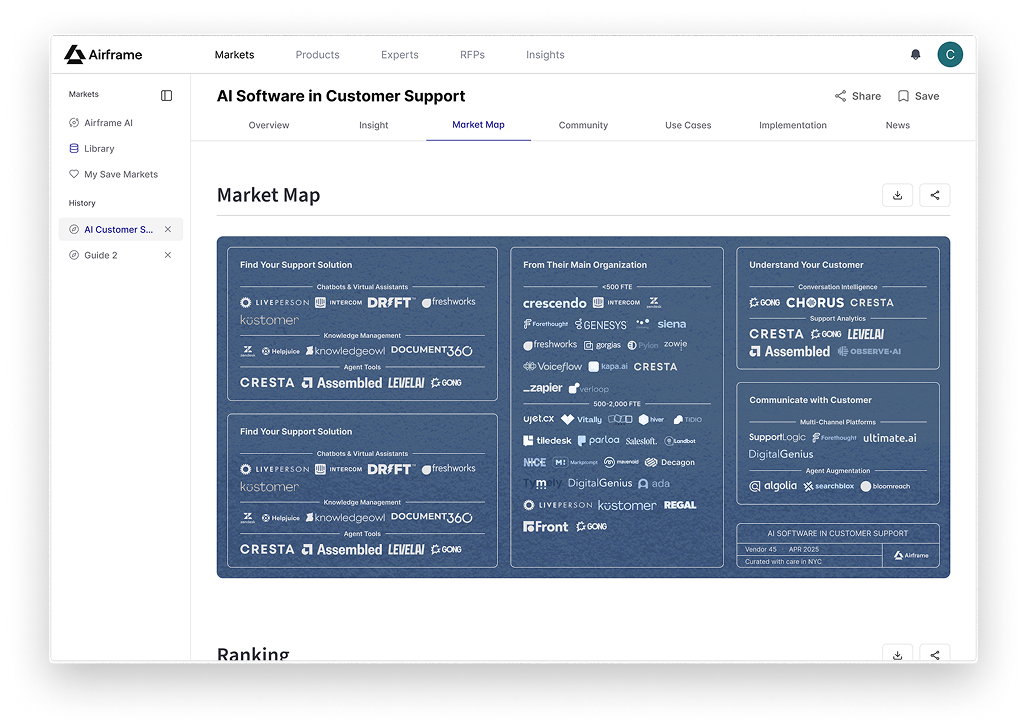 Airframe
Markets Products Experts RFPs Insights
C
Markets
Airframe AI
Library
My Save Markets
History
AI Customer S...
Guide 2
AI Software in Customer Support
Share Save
Overview Insight Market Map Community Use Cases Implementation News
Market Map
Find Your Support Solution
Chatbots & Virtual Assistants
LIVEPERSON INTERCOM DRIFT freshworks
kustomer
Knowledge Management
zendesk Helpjuice knowledgeowl DOCUMENT360
Agent Tools
CRESTA Assembled LEVELAI GONG
Find Your Support Solution
Chatbots & Virtual Assistants
LIVEPERSON INTERCOM DRIFT freshworks
kustomer
Knowledge Management
zendesk Helpjuice knowledgeowl DOCUMENT360
Agent Tools
CRESTA Assembled LEVELAI GONG
From Their Main Organization
<500 FTE
crescendo INTERCOM zendesk
Forethought GENESYS siena
freshworks gorgias Pylon zowie
Voiceflow kapa.ai CRESTA
_zapier verloop
500-2,000 FTE
ujet.cx Vitally hiver TIDIO
tiledesk parloa Salesloft. landbot
NICE M: Markprompt mavenoid Decagon
Tymply DigitalGenius ada
LIVEPERSON kustomer REGAL
Front GONG
Understand Your Customer
Conversation Intelligence
GONG CHORUS CRESTA
Support Analytics
CRESTA GONG LEVELAI
Assembled OBSERVE.AI
Communicate with Customer
Multi-Channel Platforms
SupportLogic Forethought ultimate.ai
DigitalGenius
Agent Augmentation
algolia searchblox bloomreach
AI SOFTWARE IN CUSTOMER SUPPORT
Vendor 45 APR 2025
Curated with care in NYC
Airframe
Ranking